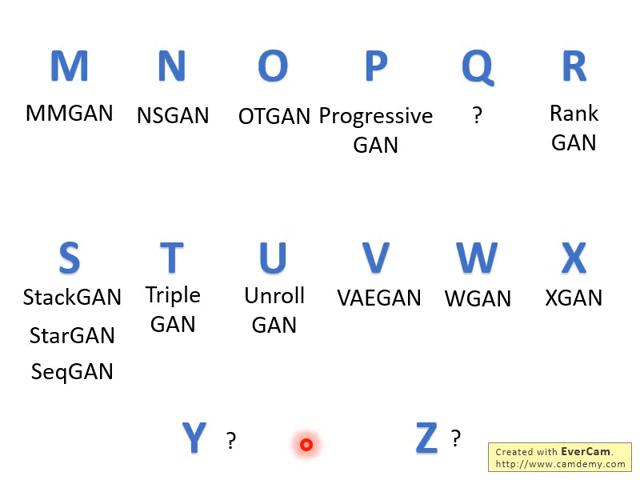 M N O P Q R
MMGAN NSGAN OTGAN Progressive GAN ? Rank GAN
S T U V W X
StackGAN Triple GAN Unroll GAN VAEGAN WGAN XGAN
StarGAN
SeqGAN
Y ? Z ?
Created with EverCam.
http://www.camdemy.com